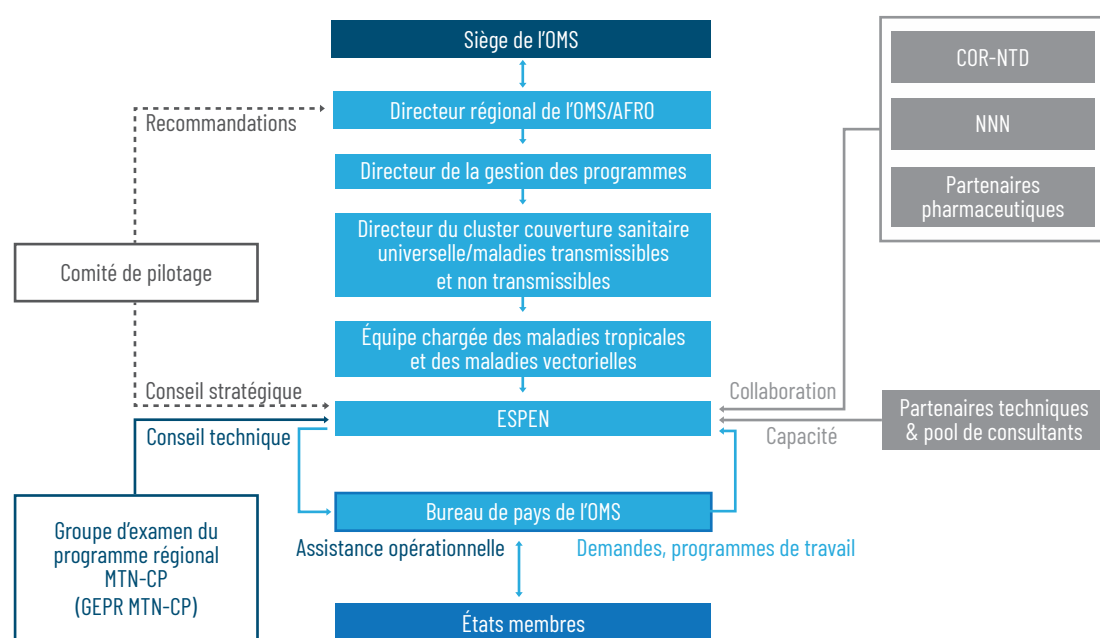 Siège de l'OMS
COR-NTD
Directeur régional de l'OMS/AFRO
Recommandations
NNN
Directeur de la gestion des programmes
Partenaires
pharmaceutiques
Directeur du cluster couverture sanitaire
universelle/maladies transmissibles
et non transmissibles
Comité de pilotage
Équipe chargée des maladies tropicales
et des maladies vectorielles
Conseil stratégique
Collaboration
ESPEN
Partenaires techniques
& pool de consultants
Conseil technique
Capacité
Bureau de pays de l'OMS
Groupe d'examen du
programme régional
MTN-CP
(GEPR MTN-CP)
Assistance opérationnelle
Demandes, programmes de travail
États membres